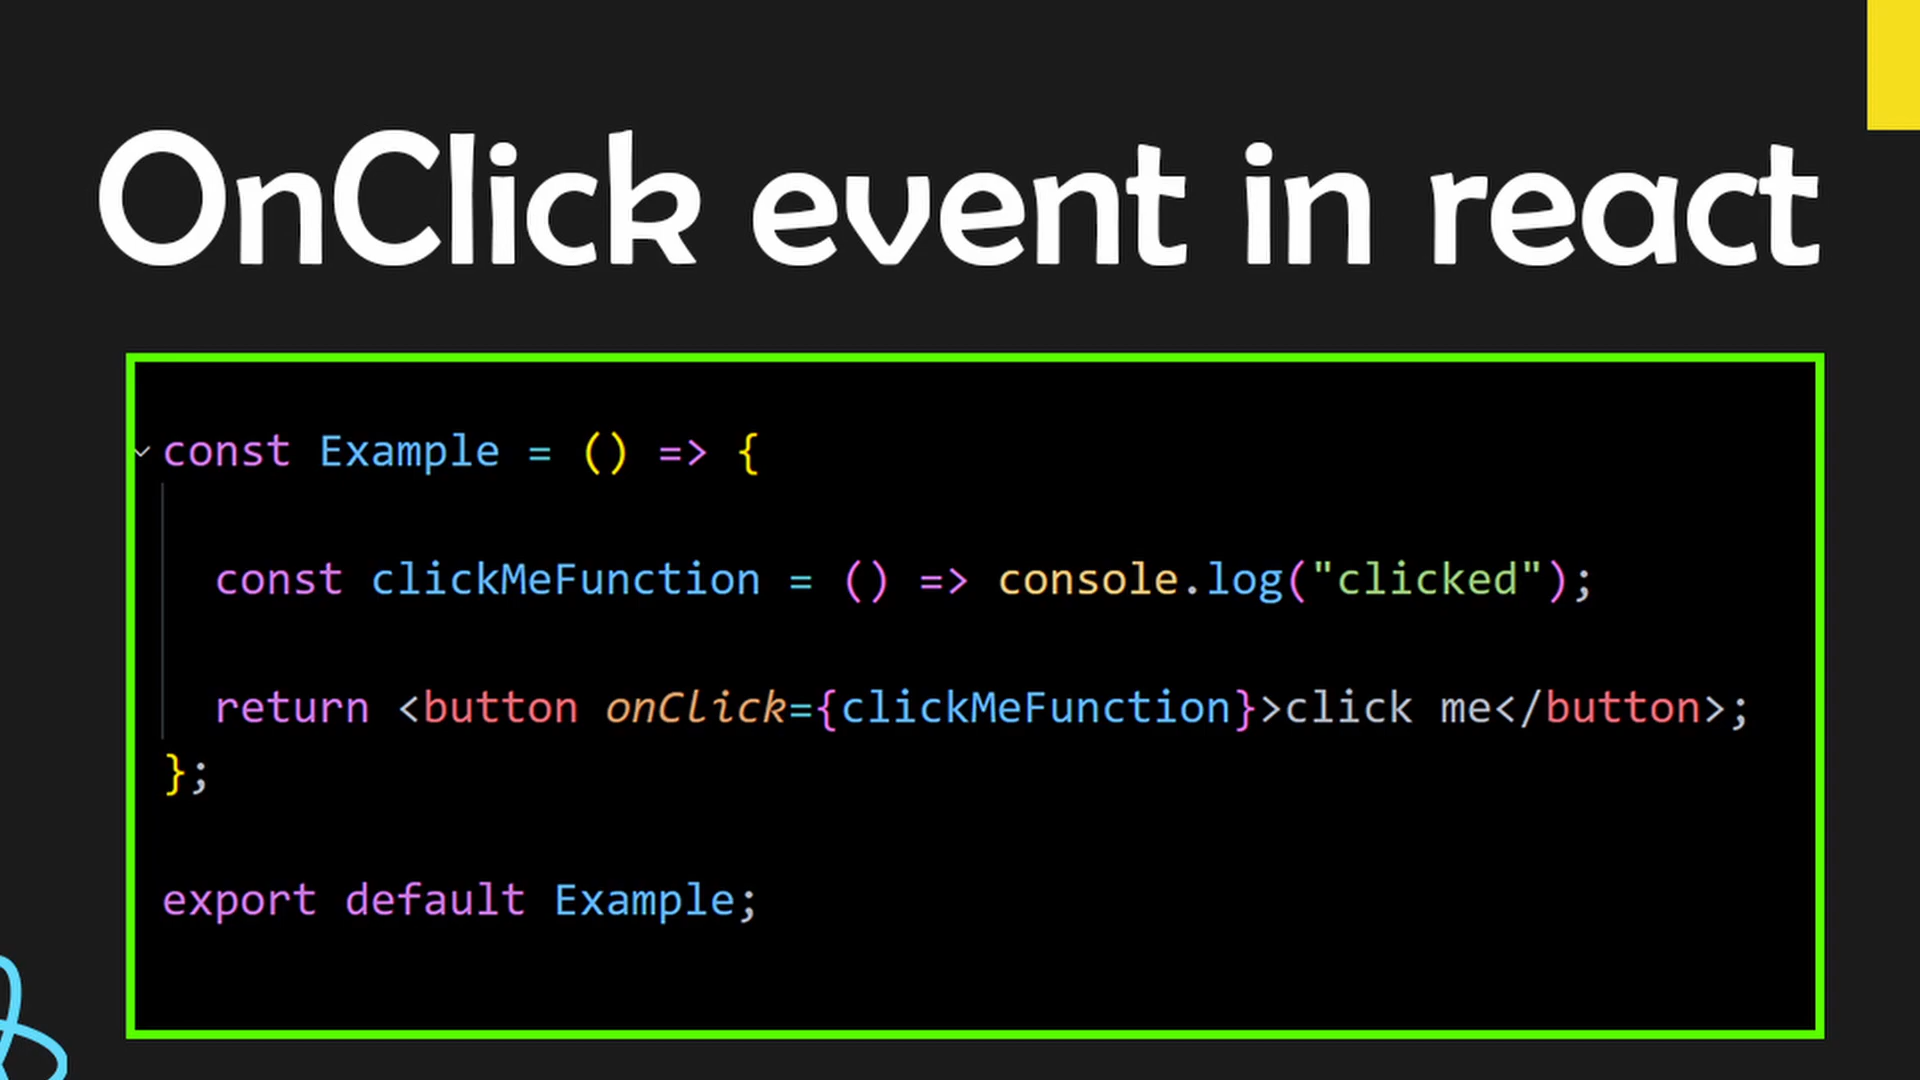 OnClick event in react
const Example = () => {
const clickMeFunction = () => console.log("clicked");
return <button onClick={clickMeFunction}>click me</button>;
};
export default Example;